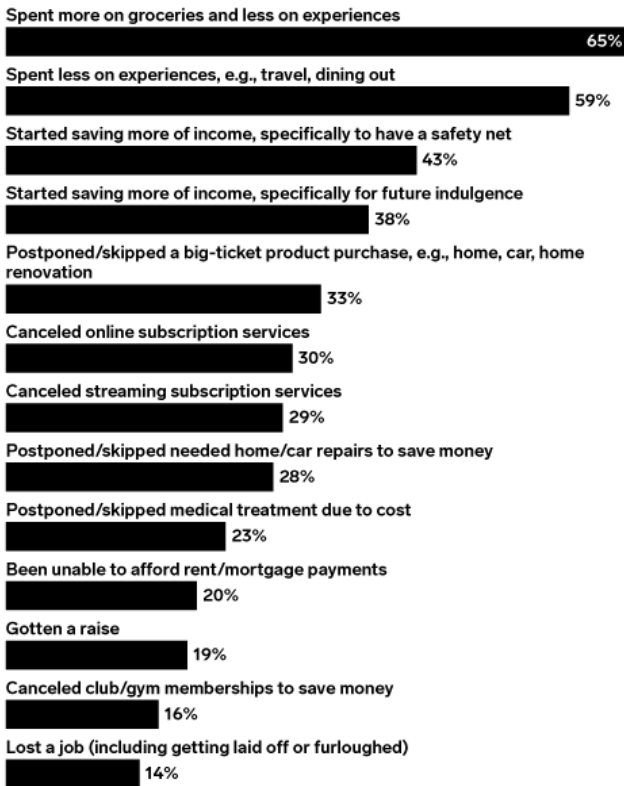 Spent more on groceries and less on experiences
65%
Spent less on experiences, e.g., travel, dining out
59%
Started saving more of income, specifically to have a safety net
43%
Started saving more of income, specifically for future indulgence
38%
Postponed/skipped a big-ticket product purchase, e.g., home, car, home
renovation
33%
Canceled online subscription services
30%
Canceled streaming subscription services
29%
Postponed/skipped needed home/car repairs to save money
28%
Postponed/skipped medical treatment due to cost
23%
Been unable to afford rent/mortgage payments
20%
Gotten a raise
19%
Canceled club/gym memberships to save money
16%
Lost a job (including getting laid off or furloughed)
14%